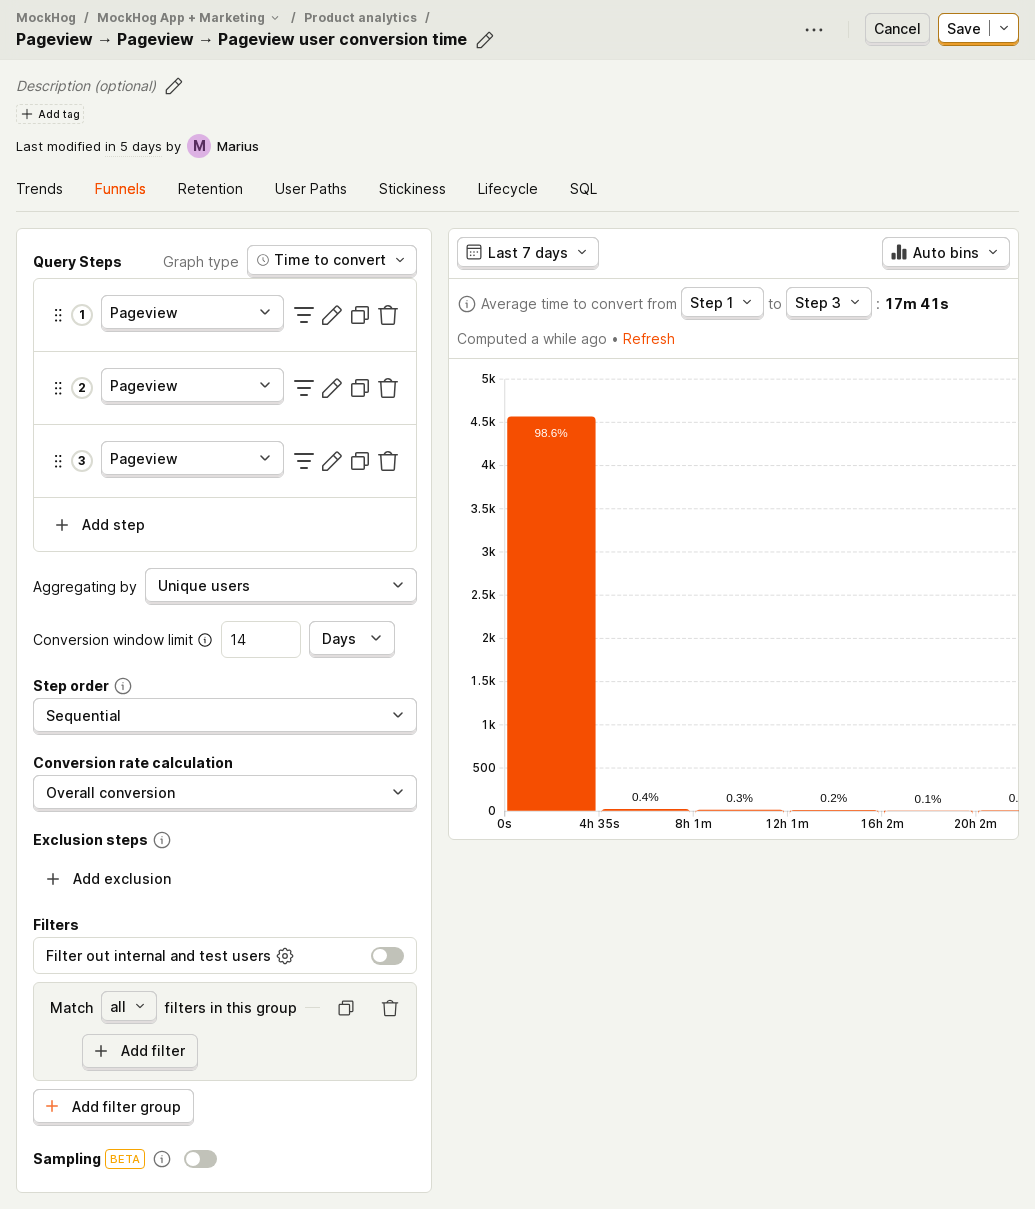 MockHog / MockHog App + Marketing / Product analytics /
Pageview → Pageview → Pageview user conversion time
Cancel
Save
Description (optional)
Add tag
Last modified in 5 days by M Marius
Trends Funnels Retention User Paths Stickiness Lifecycle SQL
Query Steps
Graph type Time to convert
1 Pageview
2 Pageview
3 Pageview
Add step
Aggregating by Unique users
Conversion window limit 14 Days
Step order
Sequential
Conversion rate calculation
Overall conversion
Exclusion steps
Add exclusion
Filters
Filter out internal and test users
Match all filters in this group
Add filter
Add filter group
Sampling BETA
Last 7 days
Auto bins
Average time to convert from Step 1 to Step 3 : 17m 41s
Computed a while ago • Refresh
5k
4.5k
4k
3.5k
3k
2.5k
2k
1.5k
1k
500
0
98.6% 0.4% 0.3% 0.2% 0.1% 0.
0s 4h 35s 8h 1m 12h 1m 16h 2m 20h 2m